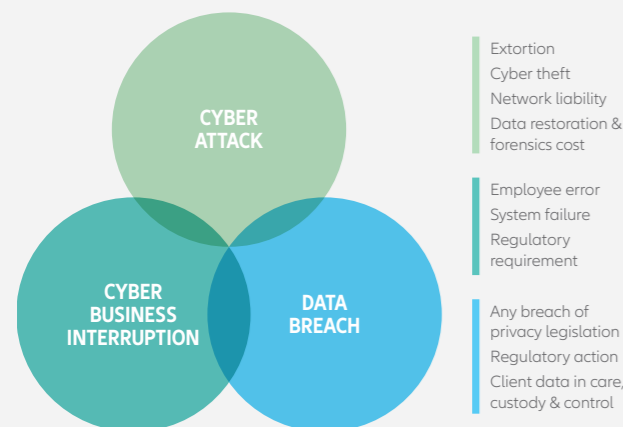 CYBER
ATTACK
CYBER
BUSINESS
INTERRUPTION
DATA
BREACH
Extortion
Cyber theft
Network liability
Data restoration &
forensics cost
Employee error
System failure
Regulatory
requirement
Any breach of
privacy legislation
Regulatory action
Client data in care,
custody & control